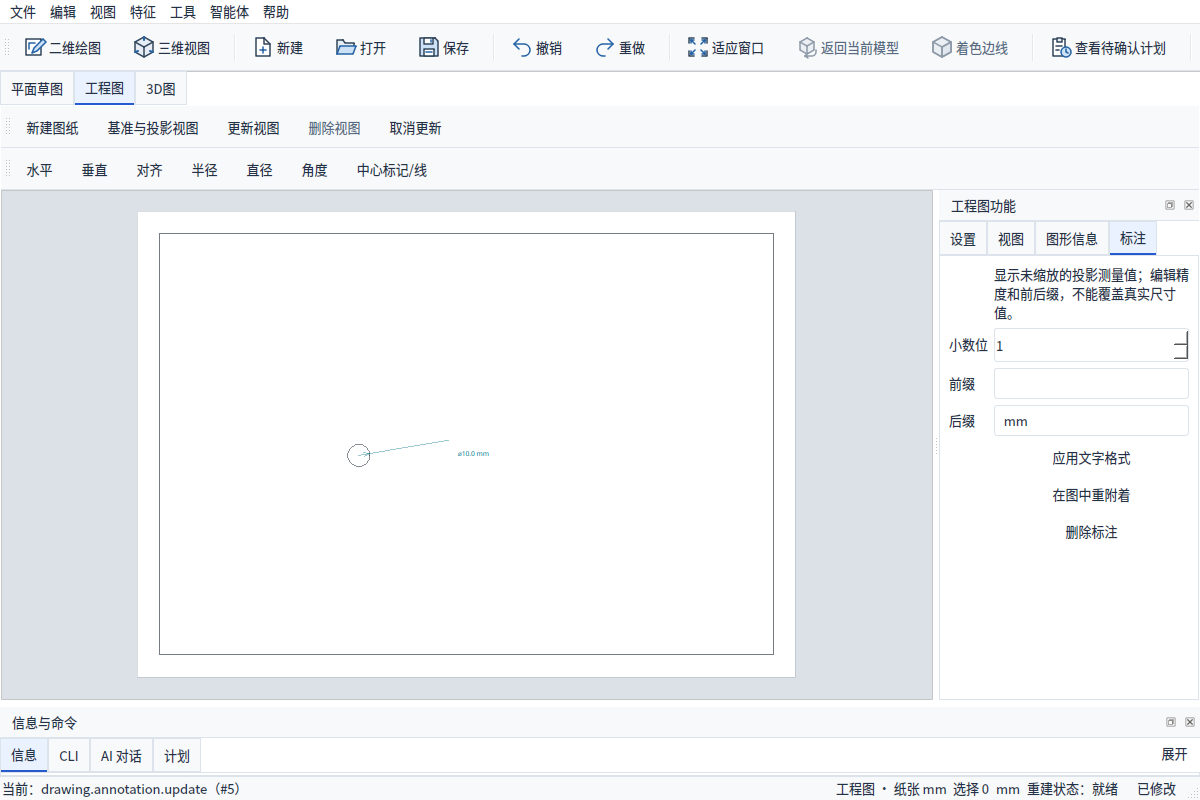 文件 编辑 视图 特征 工具 智能体 帮助
二维绘图 三维视图 新建 打开 保存 撤销 重做 适应窗口 返回当前模型 着色边线 查看待确认计划
平面草图 工程图 3D图
新建图纸 基准与投影视图 更新视图 删除视图 取消更新
水平 垂直 对齐 半径 直径 角度 中心标记/线
⌀10.0 mm
工程图功能
设置 视图 图形信息 标注
显示未缩放的投影测量值；编辑精
度和前后缀，不能覆盖真实尺寸
值。
小数位 1
前缀
后缀 mm
应用文字格式
在图中重附着
删除标注
信息与命令
信息 CLI AI 对话 计划 展开
当前：drawing.annotation.update（#5） 工程图 · 纸张 mm 选择 0 mm 重建状态：就绪 已修改